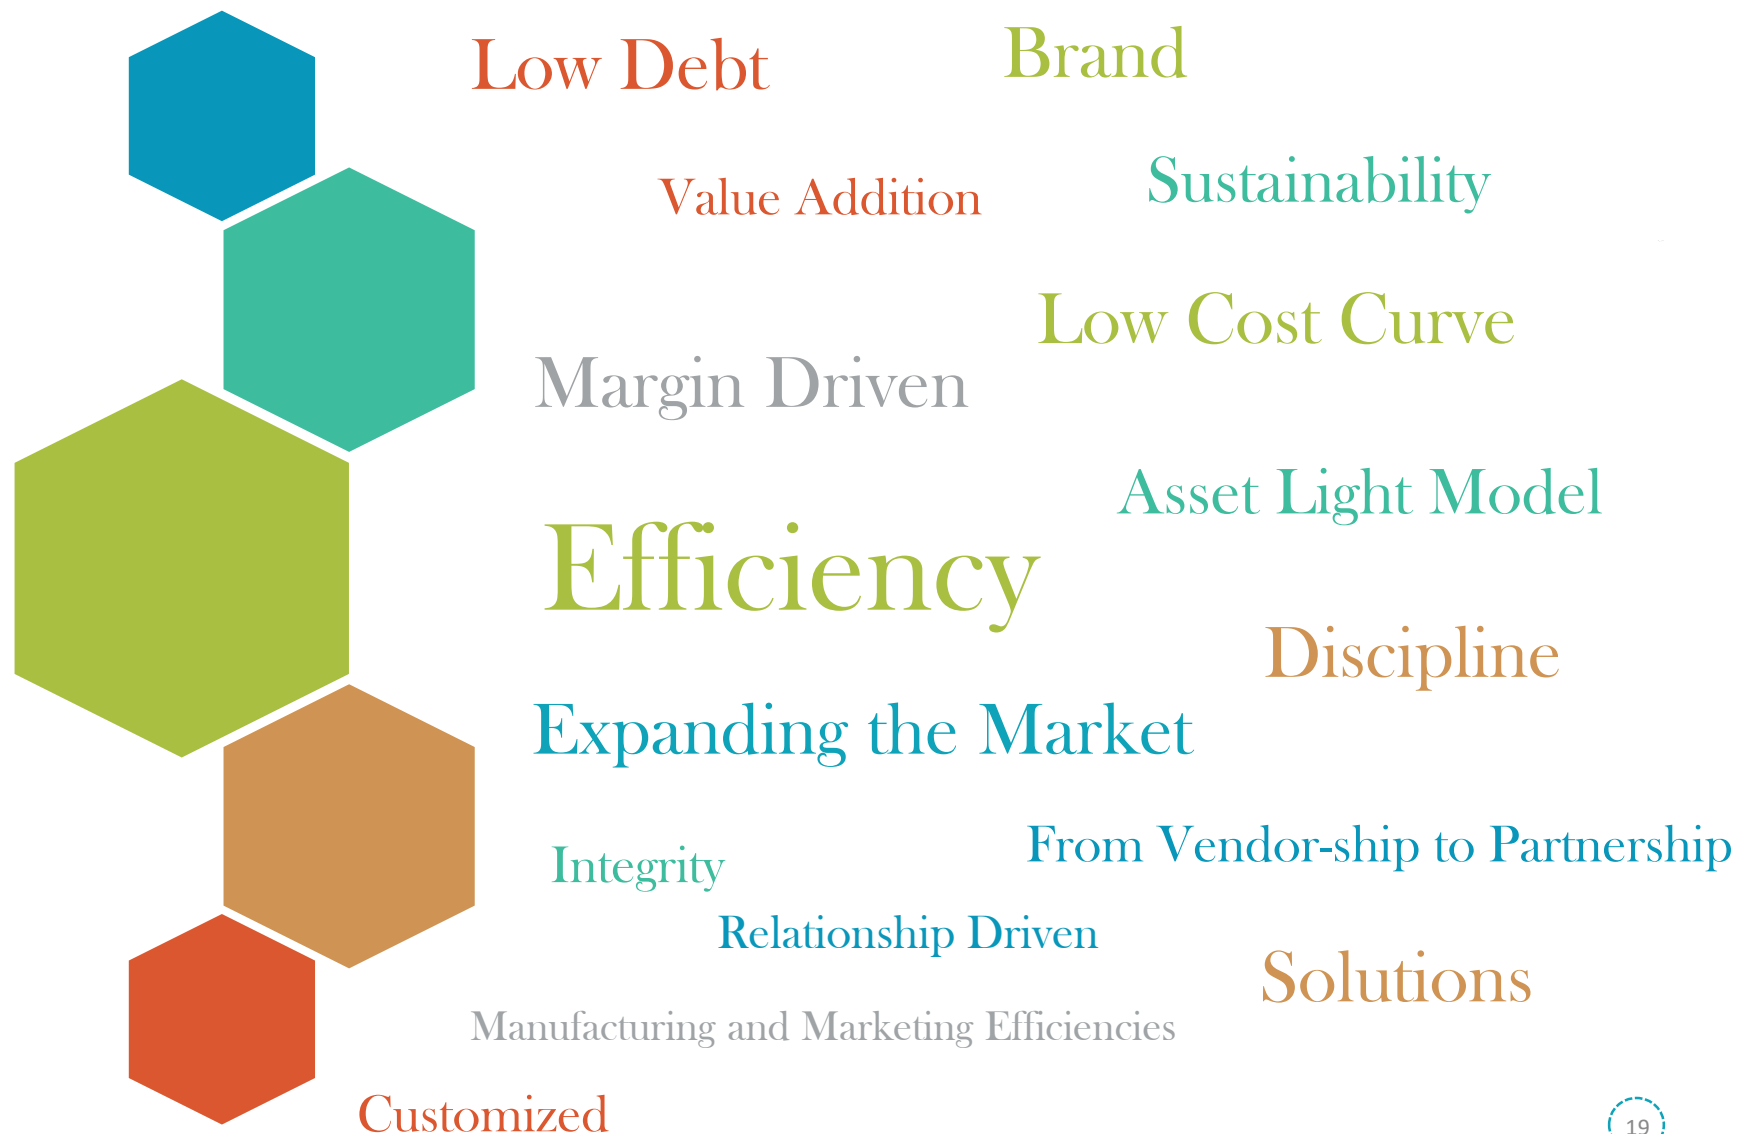 Low Debt
Brand
Value Addition
Sustainability
Low Cost Curve
Margin Driven
Asset Light Model
Efficiency
Discipline
Expanding the Market
From Vendor-ship to Partnership
Integrity
Relationship Driven
Solutions
Manufacturing and Marketing Efficiencies
Customized
19